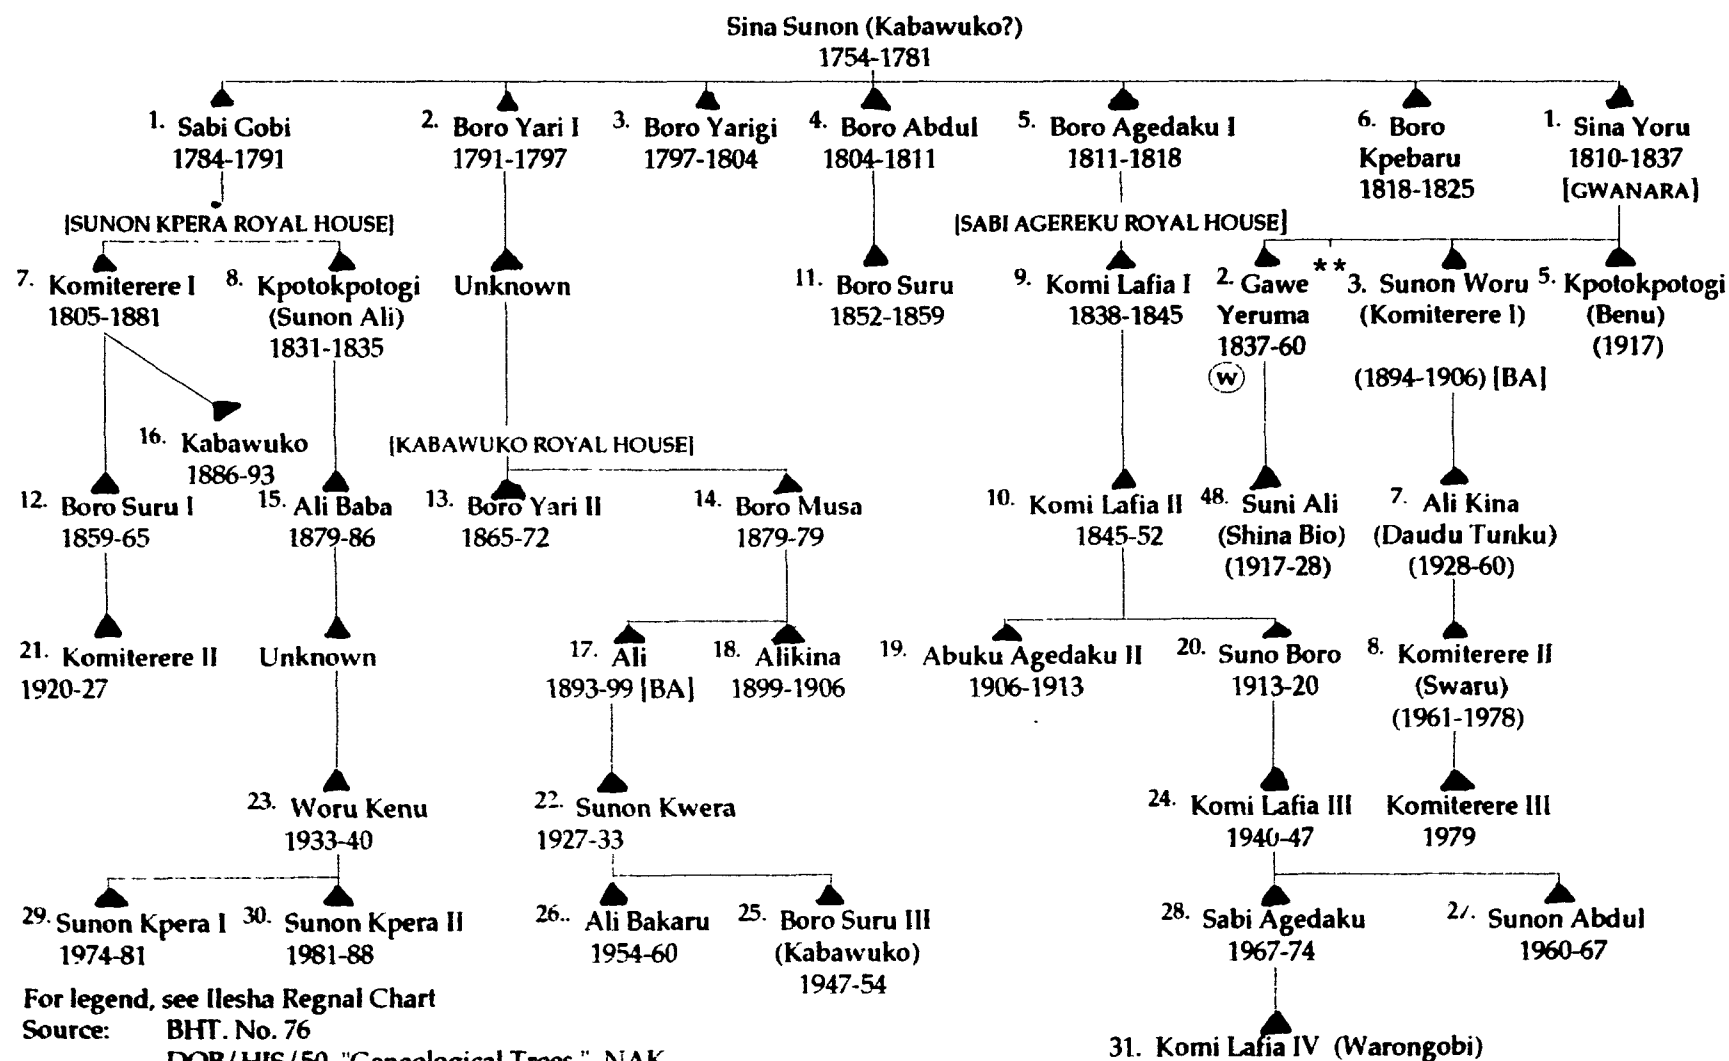 Sina Sunon (Kabawuko?)
1754-1781
1. Sabi Gobi
1784-1791
2. Boro Yari I
1791-1797
3. Boro Yarigi
1797-1804
4. Boro Abdul
1804-1811
5. Boro Agedaku I
1811-1818
6. Boro
Kpebaru
1818-1825
1. Sina Yoru
1810-1837
[GWANARA]
[SUNON KPERA ROYAL HOUSE]
[SABI AGEREKU ROYAL HOUSE]
7. Komiterere I
1805-1881
8. Kpotokpotogi
(Sunon Ali)
1831-1835
Unknown
11. Boro Suru
1852-1859
9. Komi Lafia I
1838-1845
2. Gawe
Yeruma
1837-60
W
**
3. Sunon Woru
(Komiterere I)
(1894-1906) [BA]
5. Kpotokpotogi
(Benu)
(1917)
16. Kabawuko
1886-93
[KABAWUKO ROYAL HOUSE]
12. Boro Suru I
1859-65
15. Ali Baba
1879-86
13. Boro Yari II
1865-72
14. Boro Musa
1879-79
10. Komi Lafia II
1845-52
48. Suni Ali
(Shina Bio)
(1917-28)
7. Ali Kina
(Daudu Tunku)
(1928-60)
21. Komiterere II
1920-27
Unknown
17. Ali
1893-99 [BA]
18. Alikina
1899-1906
19. Abuku Agedaku II
1906-1913
20. Suno Boro
1913-20
8. Komiterere II
(Swaru)
(1961-1978)
23. Woru Kenu
1933-40
22. Sunon Kwera
1927-33
24. Komi Lafia III
1940-47
Komiterere III
1979
29. Sunon Kpera I
1974-81
30. Sunon Kpera II
1981-88
26.. Ali Bakaru
1954-60
25. Boro Suru III
(Kabawuko)
1947-54
28. Sabi Agedaku
1967-74
27. Sunon Abdul
1960-67
For legend, see Ilesha Regnal Chart
Source: BHT. No. 76
DOB/HIS/50, "Geneological Trees," NAK
31. Komi Lafia IV (Warongobi)